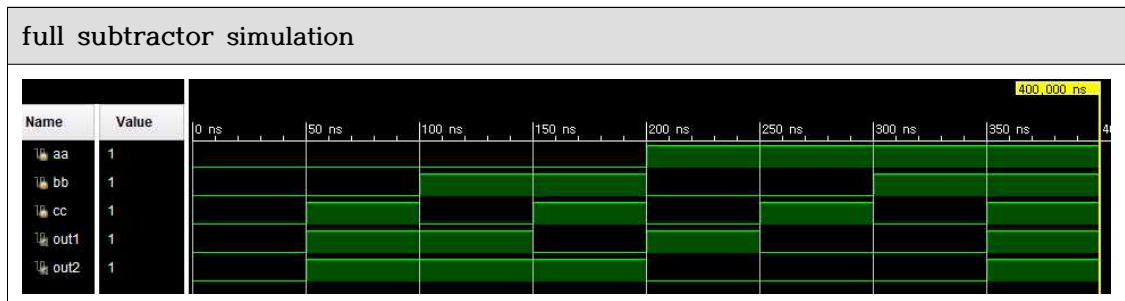 full subtractor simulation
400,000 ns
Name Value
0 ns 50 ns 100 ns 150 ns 200 ns 250 ns 300 ns 350 ns
aa 1
bb 1
cc 1
out1 1
out2 1